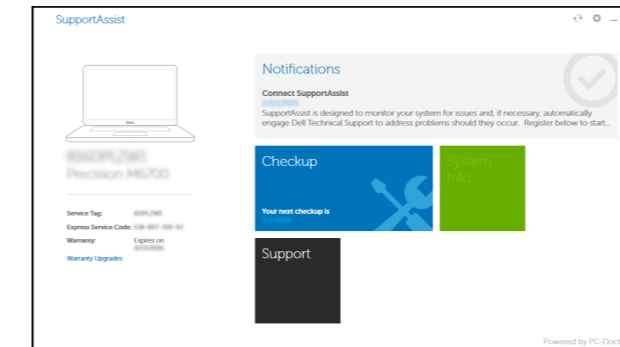 SupportAssist
Notifications
Connect SupportAssist
SupportAssist is designed to monitor your system for issues and, if necessary, automatically
engage Dell Technical Support to address problems should they occur. Register below to start...
Precision M6700
Service Tag:
Express Service Code:
Warranty: Expires on
Warranty Upgrades
Checkup
Your next checkup is
System
Info
Support
Powered by PC-Doct